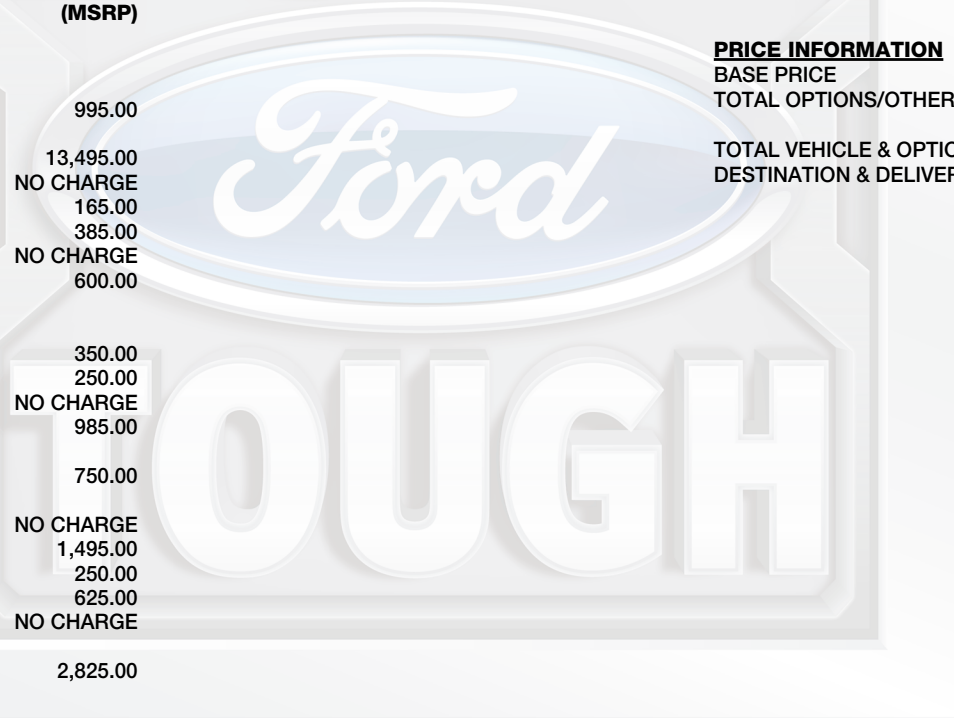 (MSRP)
995.00
13,495.00
NO CHARGE
165.00
385.00
NO CHARGE
600.00
350.00
250.00
NO CHARGE
985.00
750.00
NO CHARGE
1,495.00
250.00
625.00
NO CHARGE
2,825.00
PRICE INFORMATION
BASE PRICE
TOTAL OPTIONS/OTHER
TOTAL VEHICLE & OPTIO
DESTINATION & DELIVER
Ford
TOUGH